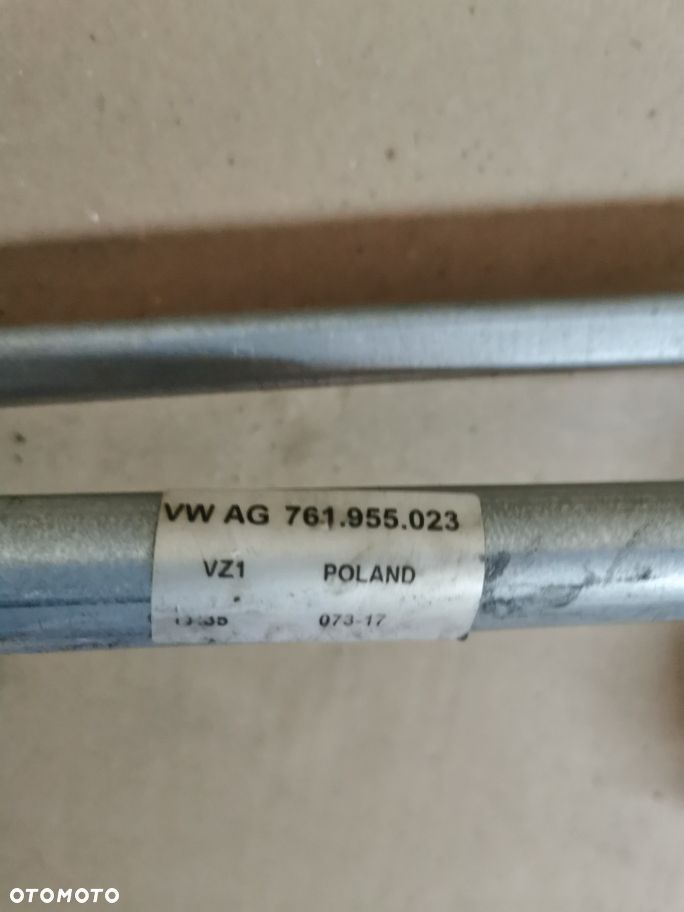 VW AG 761.955.023
VZ1 POLAND
073-17
OTOMOTO